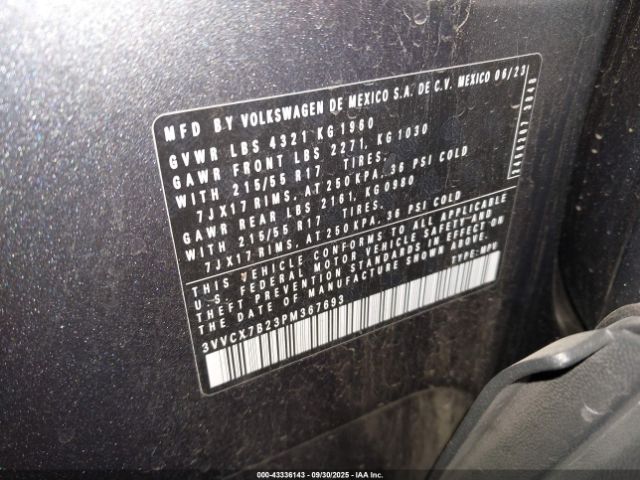 MFD BY VOLKSWAGEN DE MEXICO S.A. DE C.V. MEXICO 06/23
GVWR LBS 4321 KG 1960
GAWR FRONT LBS 2271, KG 1030
WITH 215/55 R17 TIRES,
7JX17 RIMS, AT 250 KPA, 36 PSI COLD
GAWR REAR LBS 2161, KG 0980
WITH 215/55 R17 TIRES,
7JX17 RIMS, AT 250 KPA, 36 PSI COLD
THIS VEHICLE CONFORMS TO ALL APPLICABLE
U.S. FEDERAL MOTOR VEHICLE SAFETY-AND
THEFT PREVENTION STANDARDS IN EFFECT ON
THE DATE OF MANUFACTURE SHOWN ABOVE.
3VVCX7B23PM367693
TYPE-MPV
000-43336143 - 09/30/2025 - IAA Inc.